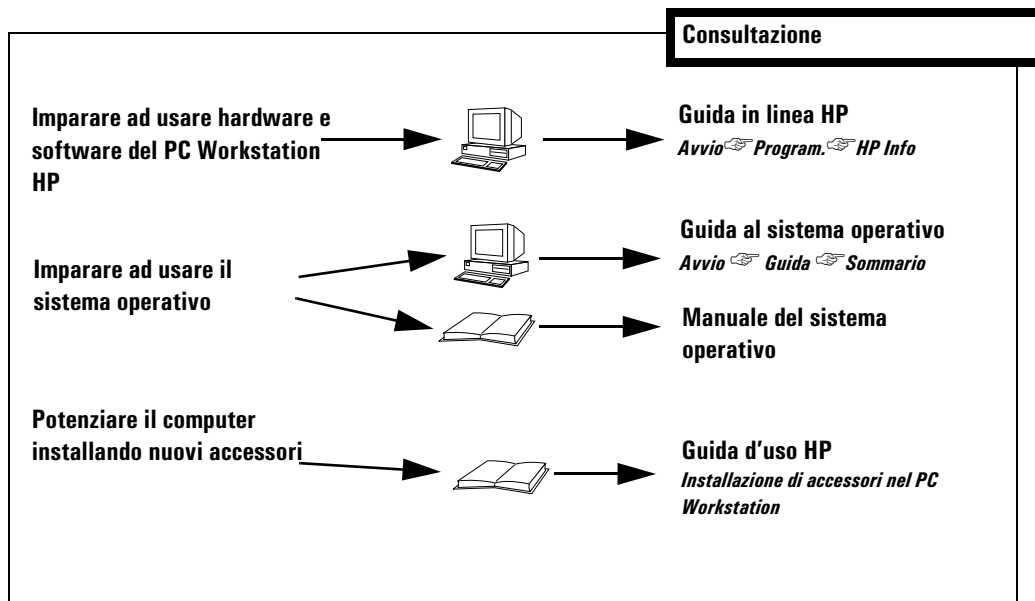 Consultazione
Imparare ad usare hardware e
software del PC Workstation
HP
Guida in linea HP
Avvio☞Program.☞HP Info
Imparare ad usare il
sistema operativo
Guida al sistema operativo
Avvio ☞ Guida ☞ Sommario
Manuale del sistema
operativo
Potenziare il computer
installando nuovi accessori
Guida d'uso HP
Installazione di accessori nel PC
Workstation